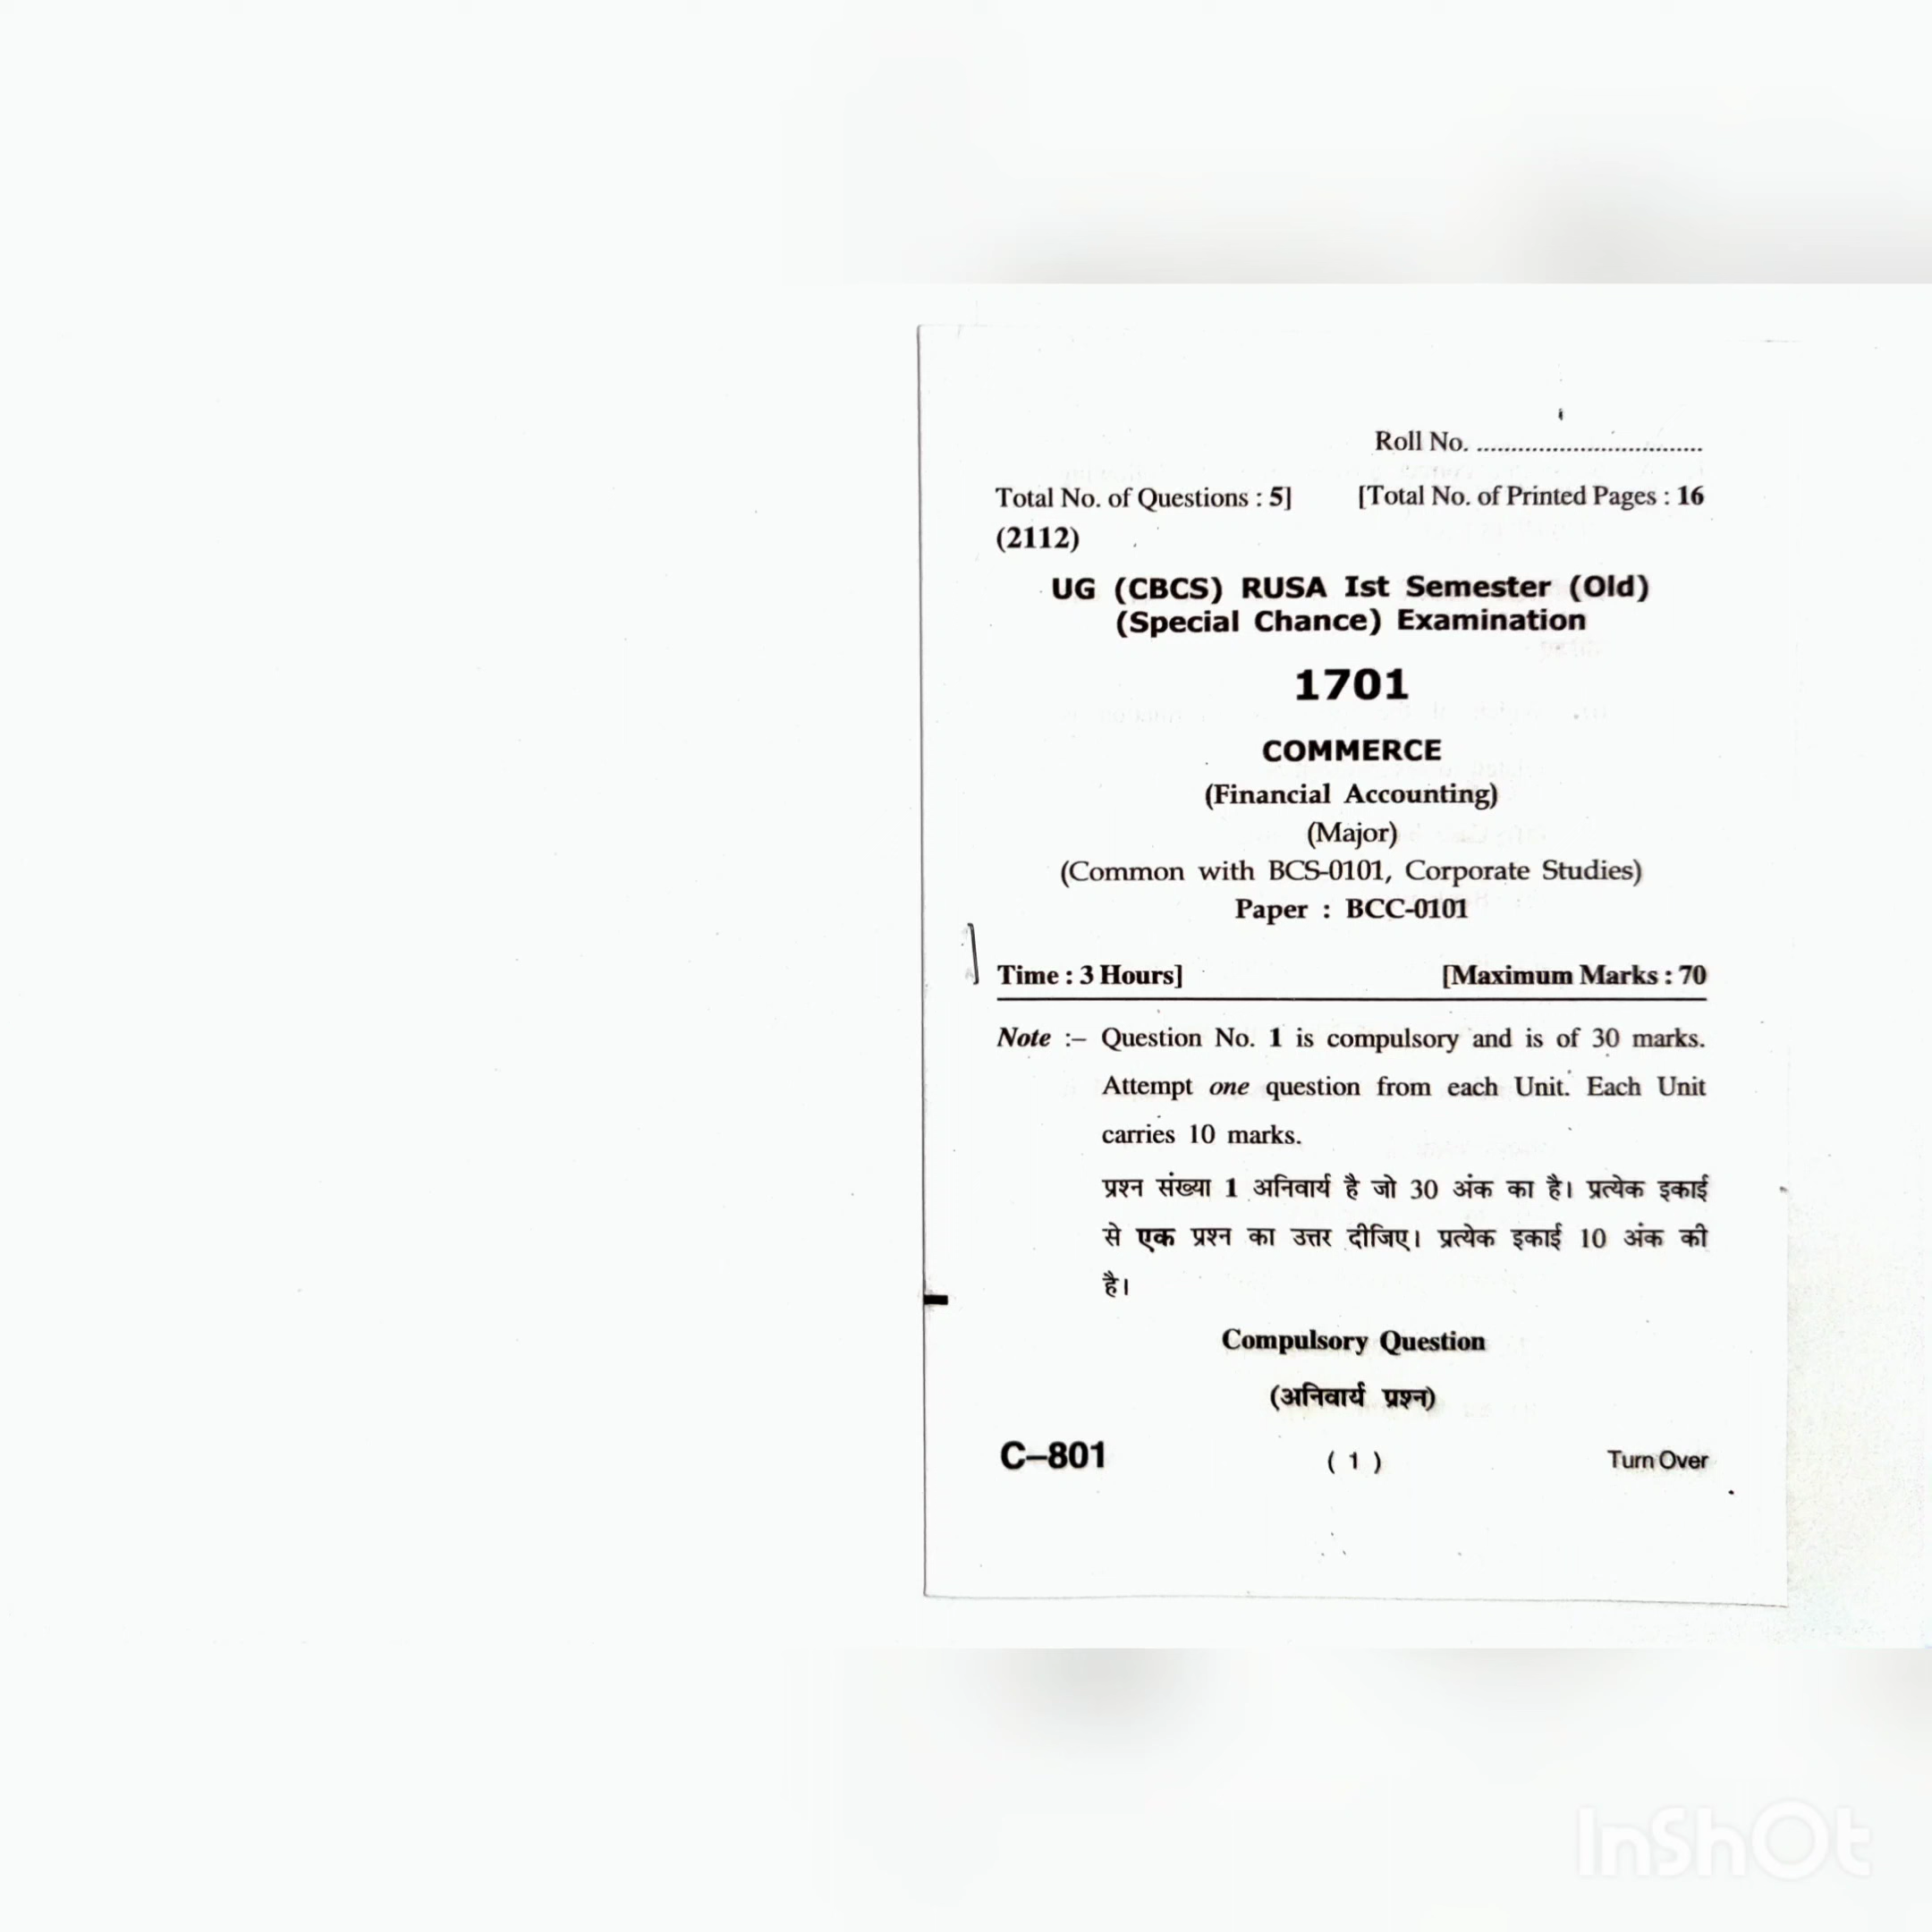 Roll No. .................................
Total No. of Questions : 5] [Total No. of Printed Pages : 16
(2112)
UG (CBCS) RUSA Ist Semester (Old)
(Special Chance) Examination
1701
COMMERCE
(Financial Accounting)
(Major)
(Common with BCS-0101, Corporate Studies)
Paper : BCC-0101
Time : 3 Hours] [Maximum Marks : 70
Note :– Question No. 1 is compulsory and is of 30 marks.
Attempt one question from each Unit. Each Unit
carries 10 marks.
प्रश्न संख्या 1 अनिवार्य है जो 30 अंक का है। प्रत्येक इकाई
से एक प्रश्न का उत्तर दीजिए। प्रत्येक इकाई 10 अंक की
है।
Compulsory Question
(अनिवार्य प्रश्न)
C–801 ( 1 ) Turn Over
InShOt